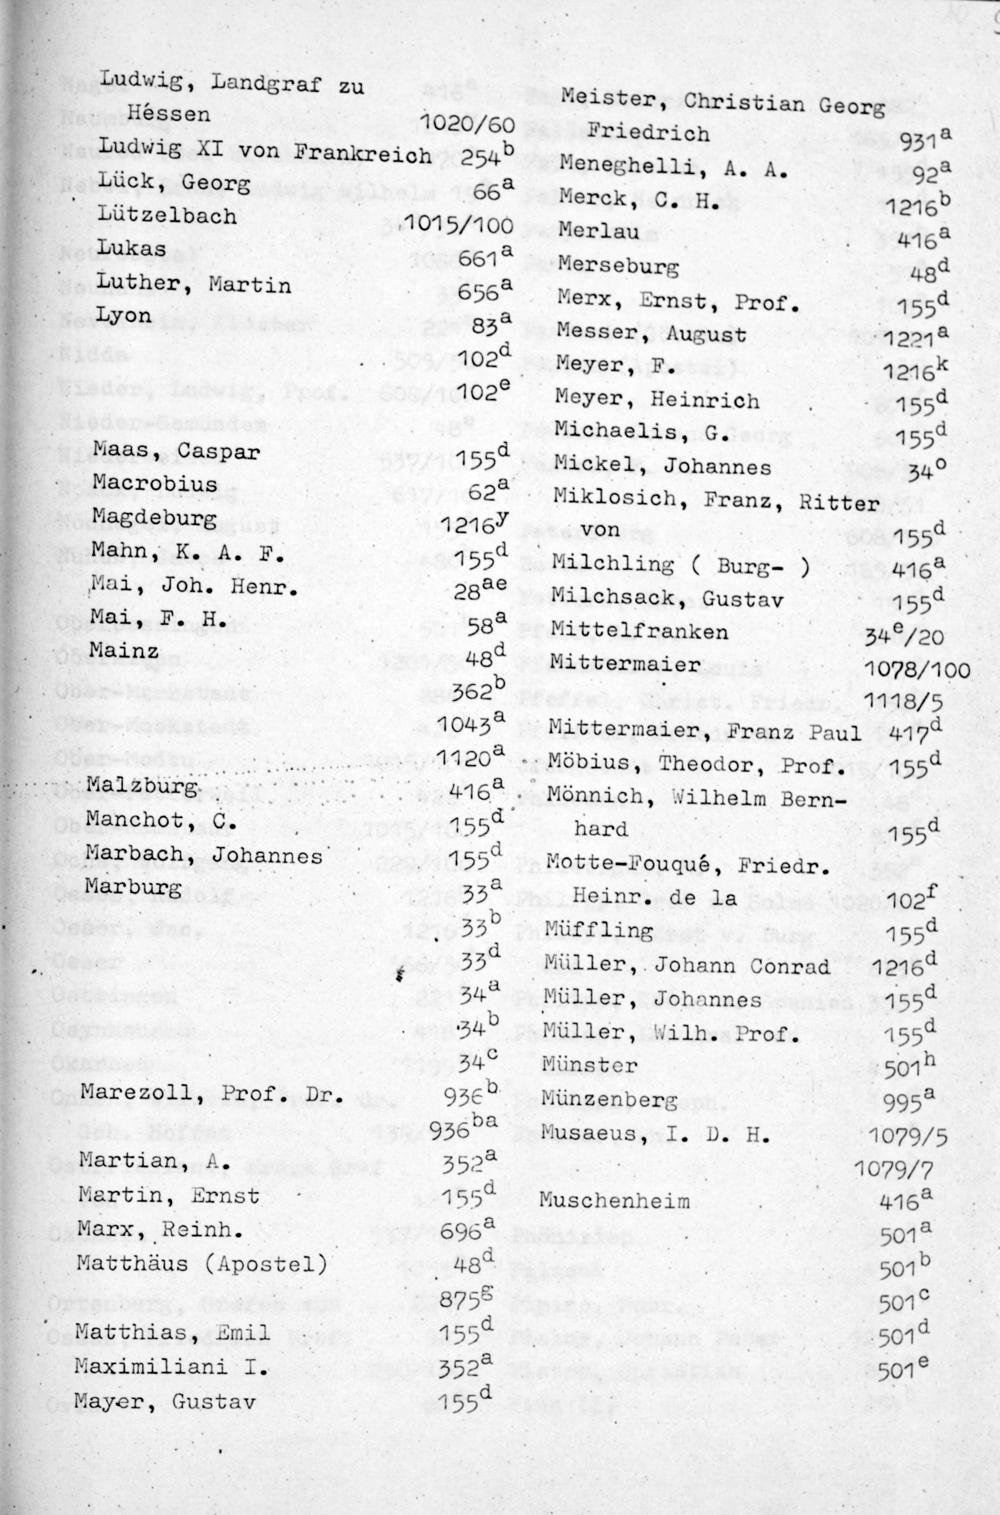 Ludwig, Landgraf zu
Héssen 1020/60
Ludwig XI von Frankreich 254b
Lück, Georg 66a
Lützelbach 1015/100
Lukas 661a
Luther, Martin 656a
Lyon 83a
102d
102e
Maas, Caspar 155d
Macrobius 62a
Magdeburg 1216y
Mahn, K. A. F. 155d
Mai, Joh. Henr. 28ae
Mai, F. H. 58a
Mainz 48d
362b
1043a
1120a
Malzburg 416a
Manchot, C. 155d
Marbach, Johannes 155d
Marburg 33a
33b
33d
34a
34b
34c
Marezoll, Prof. Dr. 936b
936ba
Martian, A. 352a
Martin, Ernst 155d
Marx, Reinh. 696a
Matthäus (Apostel) 48d
875g
Matthias, Emil 155d
Maximiliani I. 352a
Mayer, Gustav 155d
Meister, Christian Georg
Friedrich 931a
Meneghelli, A. A. 92a
Merck, C. H. 1216b
Merlau 416a
Merseburg 48d
Merx, Ernst, Prof. 155d
Messer, August 1221a
Meyer, F. 1216k
Meyer, Heinrich 155d
Michaelis, G. 155d
Mickel, Johannes 34o
Miklosich, Franz, Ritter
von 155d
Milchling ( Burg- ) 416a
Milchsack, Gustav 155d
Mittelfranken 34e/20
Mittermaier 1078/100
1118/5
Mittermaier, Franz Paul 417d
Möbius, Theodor, Prof. 155d
Mönnich, Wilhelm Bern-
hard 155d
Motte-Fouqué, Friedr.
Heinr. de la 102f
Müffling 155d
Müller, Johann Conrad 1216d
Müller, Johannes 155d
Müller, Wilh. Prof. 155d
Münster 501h
Münzenberg 995a
Musaeus, I. D. H. 1079/5
1079/7
Muschenheim 416a
501a
501b
501c
501d
501e